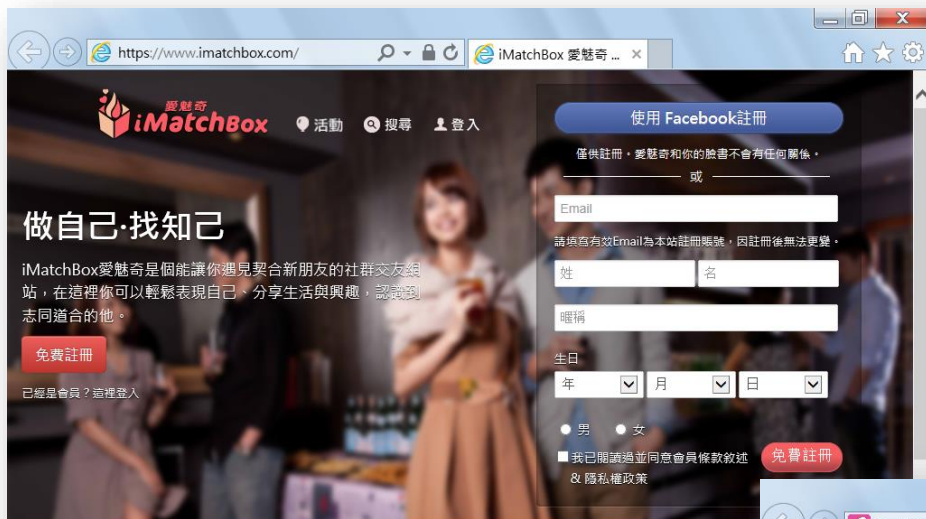 https://www.imatchbox.com/
iMatchBox 愛魅奇 ...
愛魅奇
iMatchBox
活動 搜尋 登入
做自己·找知己
iMatchBox愛魅奇是個能讓你遇見契合新朋友的社群交友網
站，在這裡你可以輕鬆表現自己、分享生活與興趣，認識到
志同道合的他。
免費註冊
已經是會員？這裡登入
使用 Facebook註冊
僅供註冊，愛魅奇和你的臉書不會有任何關係。
或
Email
請填寫有效Email為本站註冊賬號，因註冊後無法更變。
姓 名
暱稱
生日
年 月 日
男 女
我已閱讀過並同意會員條款敘述
& 隱私權政策
免費註冊